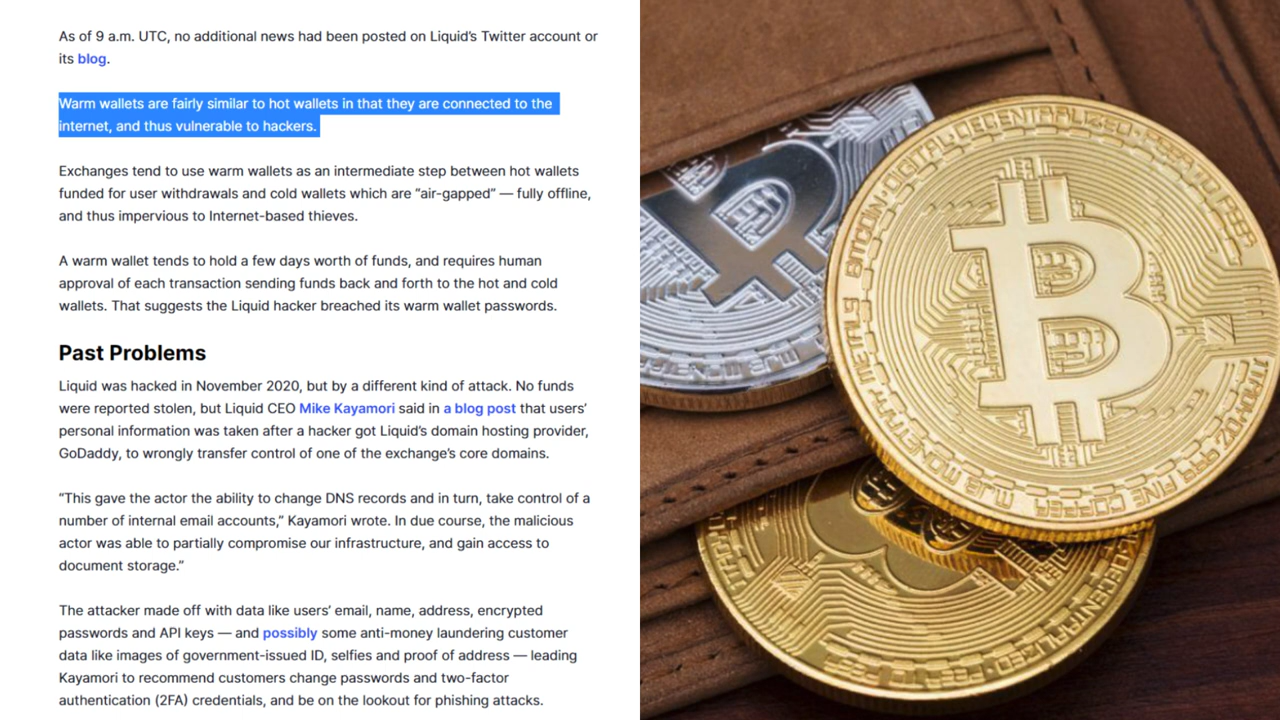 As of 9 a.m. UTC, no additional news had been posted on Liquid's Twitter account or
its blog.
Warm wallets are fairly similar to hot wallets in that they are connected to the
internet, and thus vulnerable to hackers.
Exchanges tend to use warm wallets as an intermediate step between hot wallets
funded for user withdrawals and cold wallets which are "air-gapped" — fully offline,
and thus impervious to Internet-based thieves.
A warm wallet tends to hold a few days worth of funds, and requires human
approval of each transaction sending funds back and forth to the hot and cold
wallets. That suggests the Liquid hacker breached its warm wallet passwords.
Past Problems
Liquid was hacked in November 2020, but by a different kind of attack. No funds
were reported stolen, but Liquid CEO Mike Kayamori said in a blog post that users'
personal information was taken after a hacker got Liquid's domain hosting provider,
GoDaddy, to wrongly transfer control of one of the exchange's core domains.
"This gave the actor the ability to change DNS records and in turn, take control of a
number of internal email accounts," Kayamori wrote. In due course, the malicious
actor was able to partially compromise our infrastructure, and gain access to
document storage."
The attacker made off with data like users' email, name, address, encrypted
passwords and API keys — and possibly some anti-money laundering customer
data like images of government-issued ID, selfies and proof of address — leading
Kayamori to recommend customers change passwords and two-factor
authentication (2FA) credentials, and be on the lookout for phishing attacks.
BITCOIN DIGITAL DECENTRALIZED PEER
FINE COPPER